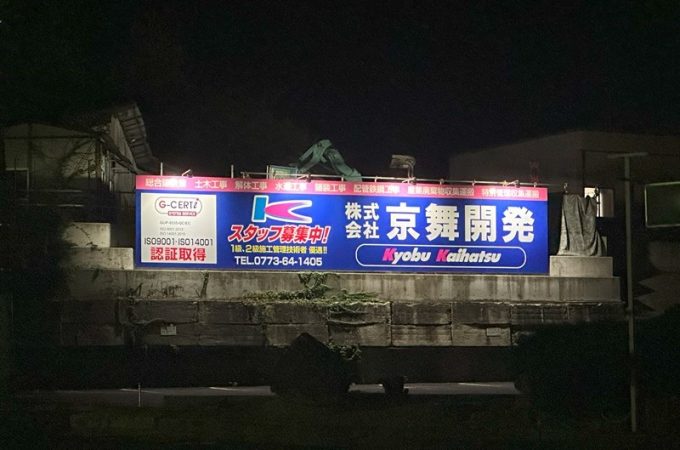 総合建設業 土木工事 解体工事 水道工事 舗装工事 配管鉄鋼工事 産業廃棄物収集運搬 特別管理収集運搬
G-CERTi
ISO9001・ISO14001
認証取得
K
スタッフ募集中!
1級、2級施工管理技術者 優遇!!
TEL.0773-64-1405
株式会社 京舞開発
Kyobu Kaihatsu